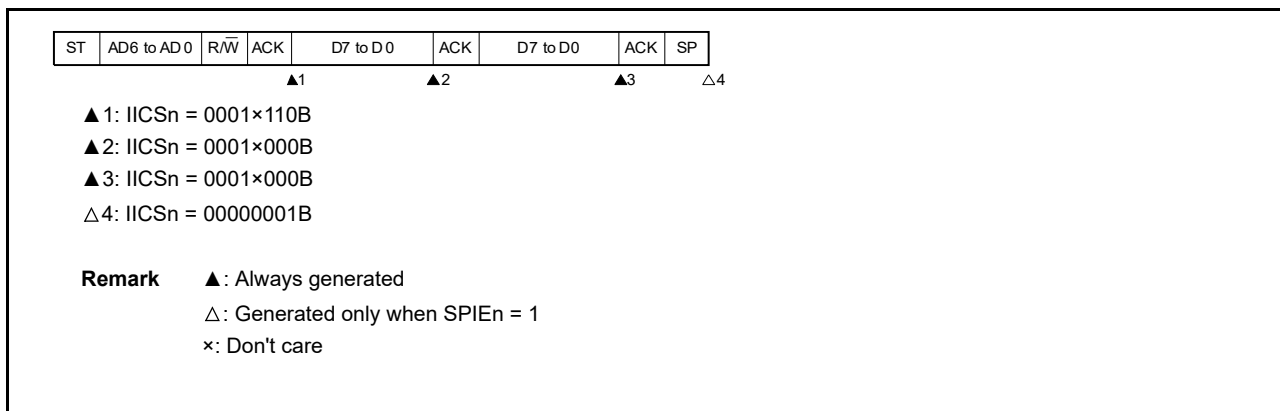 ST AD6 to AD0 R/W̅ ACK D7 to D0 ACK D7 to D0 ACK SP
▲1 ▲2 ▲3 △4
▲1: IICSn = 0001×110B
▲2: IICSn = 0001×000B
▲3: IICSn = 0001×000B
△4: IICSn = 00000001B
Remark ▲: Always generated
△: Generated only when SPIEn = 1
×: Don't care